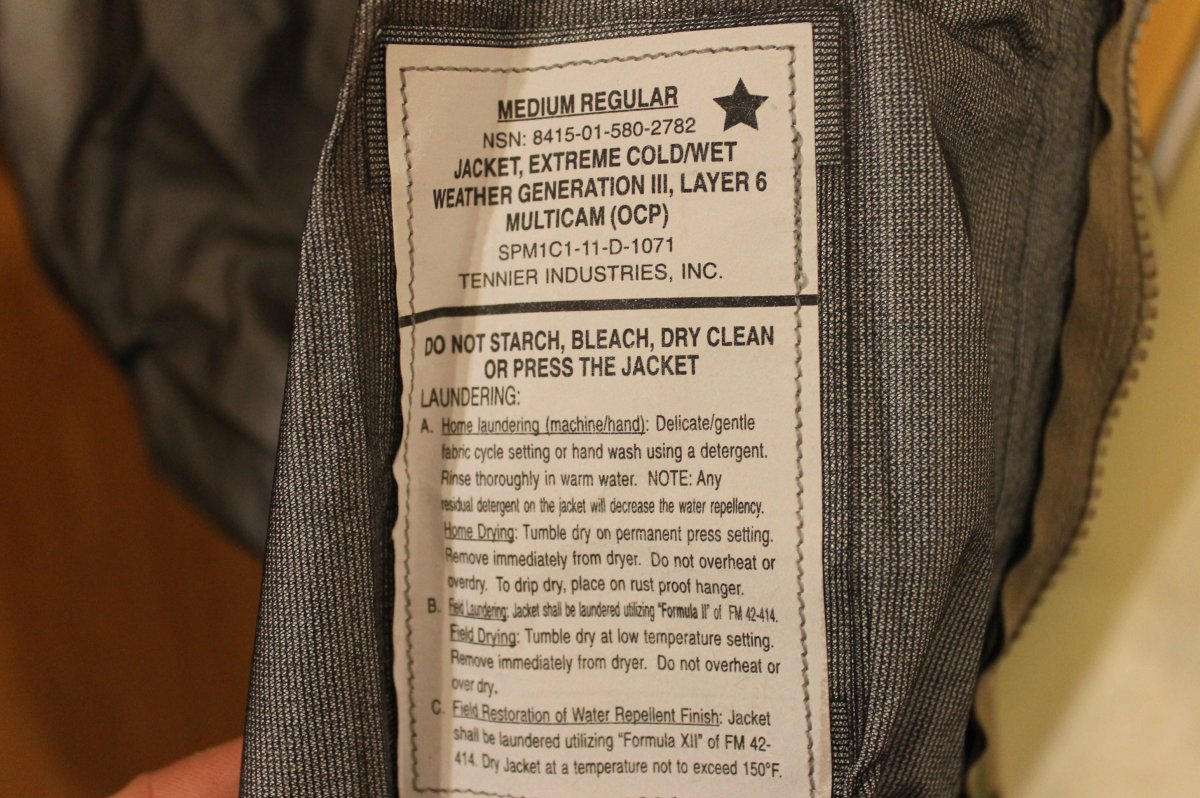 MEDIUM REGULAR
NSN: 8415-01-580-2782
JACKET, EXTREME COLD/WET
WEATHER GENERATION III, LAYER 6
MULTICAM (OCP)
SPM1C1-11-D-1071
TENNIER INDUSTRIES, INC.
DO NOT STARCH, BLEACH, DRY CLEAN
OR PRESS THE JACKET
LAUNDERING:
A. Home laundering (machine/hand): Delicate/gentle
fabric cycle setting or hand wash using a detergent.
Rinse thoroughly in warm water. NOTE: Any
residual detergent on the jacket will decrease the water repellency.
Home Drying: Tumble dry on permanent press setting.
Remove immediately from dryer. Do not overheat or
overdry. To drip dry, place on rust proof hanger.
B. Field Laundering: Jacket shall be laundered utilizing "Formula II" of FM 42-414.
Field Drying: Tumble dry at low temperature setting.
Remove immediately from dryer. Do not overheat or
over dry.
C. Field Restoration of Water Repellent Finish: Jacket
shall be laundered utilizing "Formula XII" of FM 42-
414. Dry Jacket at a temperature not to exceed 150°F.